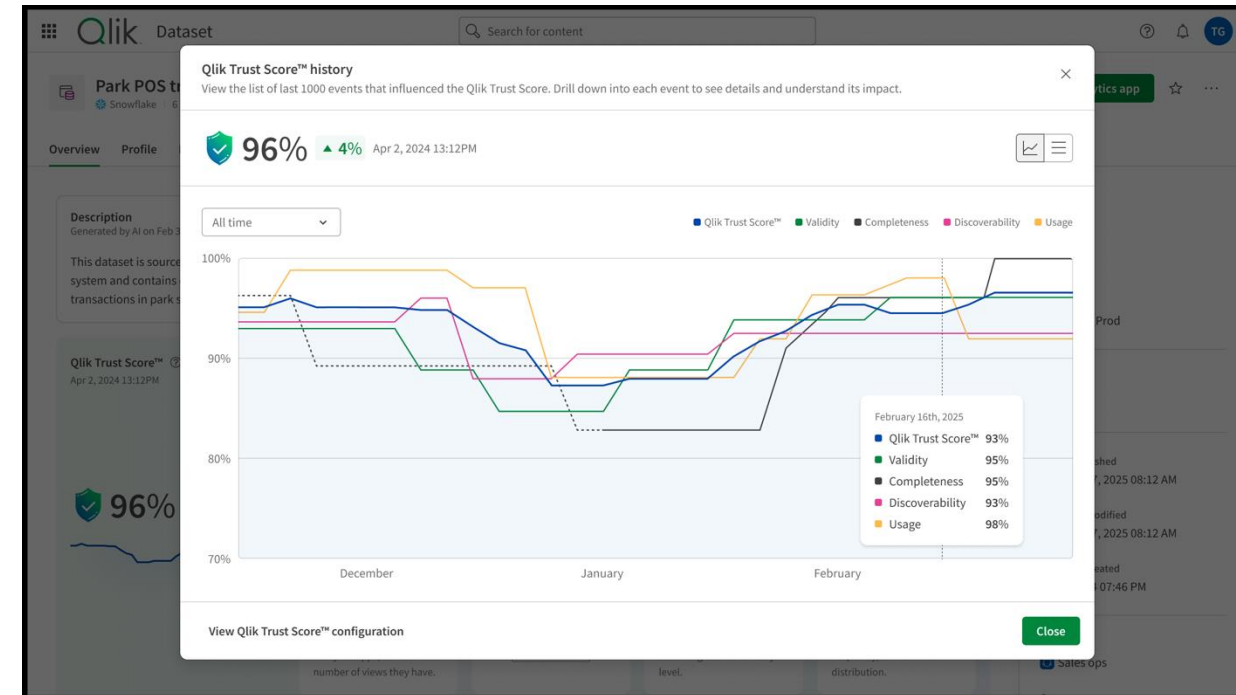 Qlik Dataset
Search for content
TG
Park POS tr
Snowflake 6
ytics app
Overview Profile
Description
Generated by AI on Feb 3
This dataset is source
system and contains
transactions in park s
Qlik Trust Score™
Apr 2, 2024 13:12PM
96%
Qlik Trust Score™ history
View the list of last 1000 events that influenced the Qlik Trust Score. Drill down into each event to see details and understand its impact.
96% 4% Apr 2, 2024 13:12PM
All time
Qlik Trust Score™ Validity Completeness Discoverability Usage
100%
90%
80%
70%
December January February
February 16th, 2025
Qlik Trust Score™ 93%
Validity 95%
Completeness 95%
Discoverability 93%
Usage 98%
View Qlik Trust Score™ configuration
Close
Prod
shed
, 2025 08:12 AM
odified
, 2025 08:12 AM
eated
07:46 PM
Sales ops
number of views they have.
level.
distribution.